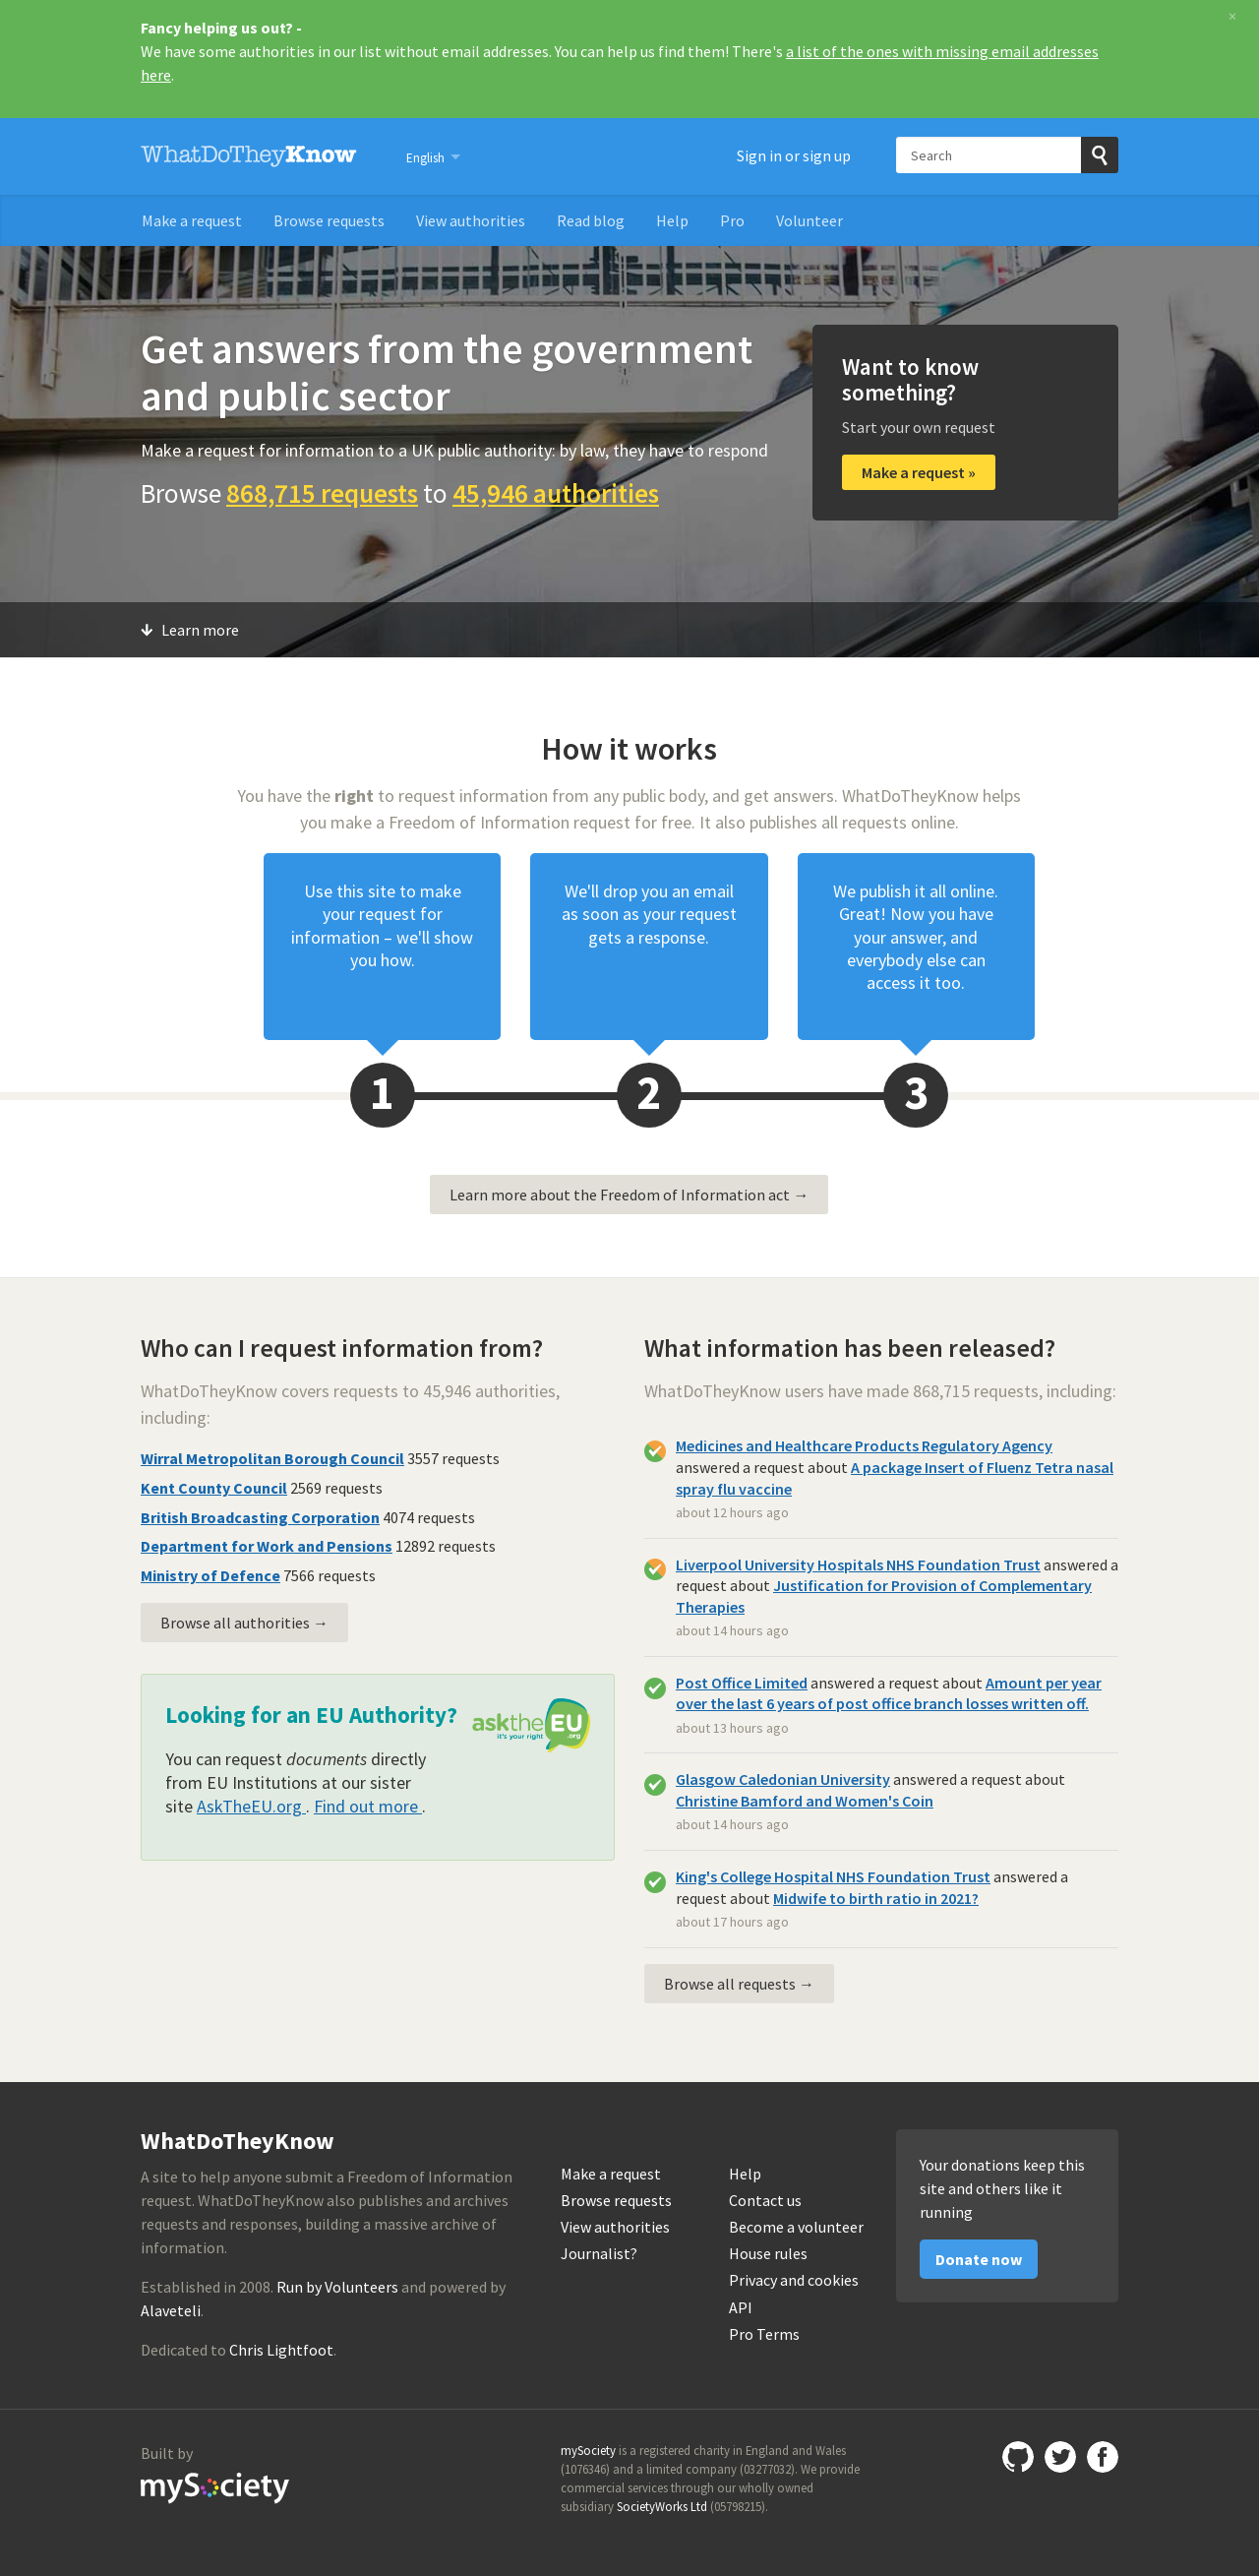 Fancy helping us out? -
We have some authorities in our list without email addresses. You can help us find them! There's a list of the ones with missing email addresses
here.
×
WhatDoTheyKnow
English
Sign in or sign up
Search
Make a request
Browse requests
View authorities
Read blog
Help
Pro
Volunteer
Get answers from the government
and public sector
Make a request for information to a UK public authority: by law, they have to respond
Browse 868,715 requests to 45,946 authorities
Want to know
something?
Start your own request
Make a request »
Learn more
How it works
You have the right to request information from any public body, and get answers. WhatDoTheyKnow helps
you make a Freedom of Information request for free. It also publishes all requests online.
Use this site to make
your request for
information – we'll show
you how.
We'll drop you an email
as soon as your request
gets a response.
We publish it all online.
Great! Now you have
your answer, and
everybody else can
access it too.
1
2
3
Learn more about the Freedom of Information act →
Who can I request information from?
WhatDoTheyKnow covers requests to 45,946 authorities,
including:
Wirral Metropolitan Borough Council 3557 requests
Kent County Council 2569 requests
British Broadcasting Corporation 4074 requests
Department for Work and Pensions 12892 requests
Ministry of Defence 7566 requests
Browse all authorities →
Looking for an EU Authority?
asktheEU
.org
it's your right
You can request documents directly
from EU Institutions at our sister
site AskTheEU.org . Find out more .
What information has been released?
WhatDoTheyKnow users have made 868,715 requests, including:
Medicines and Healthcare Products Regulatory Agency
answered a request about A package Insert of Fluenz Tetra nasal
spray flu vaccine
about 12 hours ago
Liverpool University Hospitals NHS Foundation Trust answered a
request about Justification for Provision of Complementary
Therapies
about 14 hours ago
Post Office Limited answered a request about Amount per year
over the last 6 years of post office branch losses written off.
about 13 hours ago
Glasgow Caledonian University answered a request about
Christine Bamford and Women's Coin
about 14 hours ago
King's College Hospital NHS Foundation Trust answered a
request about Midwife to birth ratio in 2021?
about 17 hours ago
Browse all requests →
WhatDoTheyKnow
A site to help anyone submit a Freedom of Information
request. WhatDoTheyKnow also publishes and archives
requests and responses, building a massive archive of
information.
Established in 2008. Run by Volunteers and powered by
Alaveteli.
Dedicated to Chris Lightfoot.
Make a request
Browse requests
View authorities
Journalist?
Help
Contact us
Become a volunteer
House rules
Privacy and cookies
API
Pro Terms
Your donations keep this
site and others like it
running
Donate now
Built by
mySociety
mySociety is a registered charity in England and Wales
(1076346) and a limited company (03277032). We provide
commercial services through our wholly owned
subsidiary SocietyWorks Ltd (05798215).